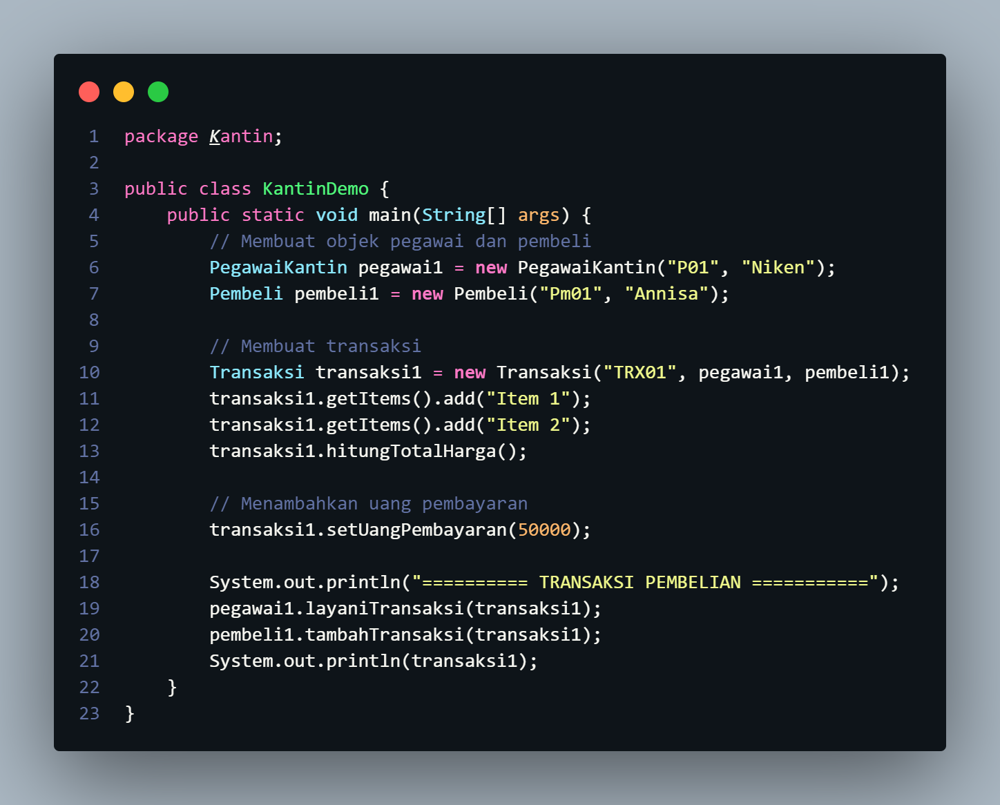 1 package Kantin;
2
3 public class KantinDemo {
4     public static void main(String[] args) {
5         // Membuat objek pegawai dan pembeli
6         PegawaiKantin pegawai1 = new PegawaiKantin("P01", "Niken");
7         Pembeli pembeli1 = new Pembeli("Pm01", "Annisa");
8
9         // Membuat transaksi
10         Transaksi transaksi1 = new Transaksi("TRX01", pegawai1, pembeli1);
11         transaksi1.getItems().add("Item 1");
12         transaksi1.getItems().add("Item 2");
13         transaksi1.hitungTotalHarga();
14
15         // Menambahkan uang pembayaran
16         transaksi1.setUangPembayaran(50000);
17
18         System.out.println("========== TRANSAKSI PEMBELIAN ===========");
19         pegawai1.layaniTransaksi(transaksi1);
20         pembeli1.tambahTransaksi(transaksi1);
21         System.out.println(transaksi1);
22     }
23 }